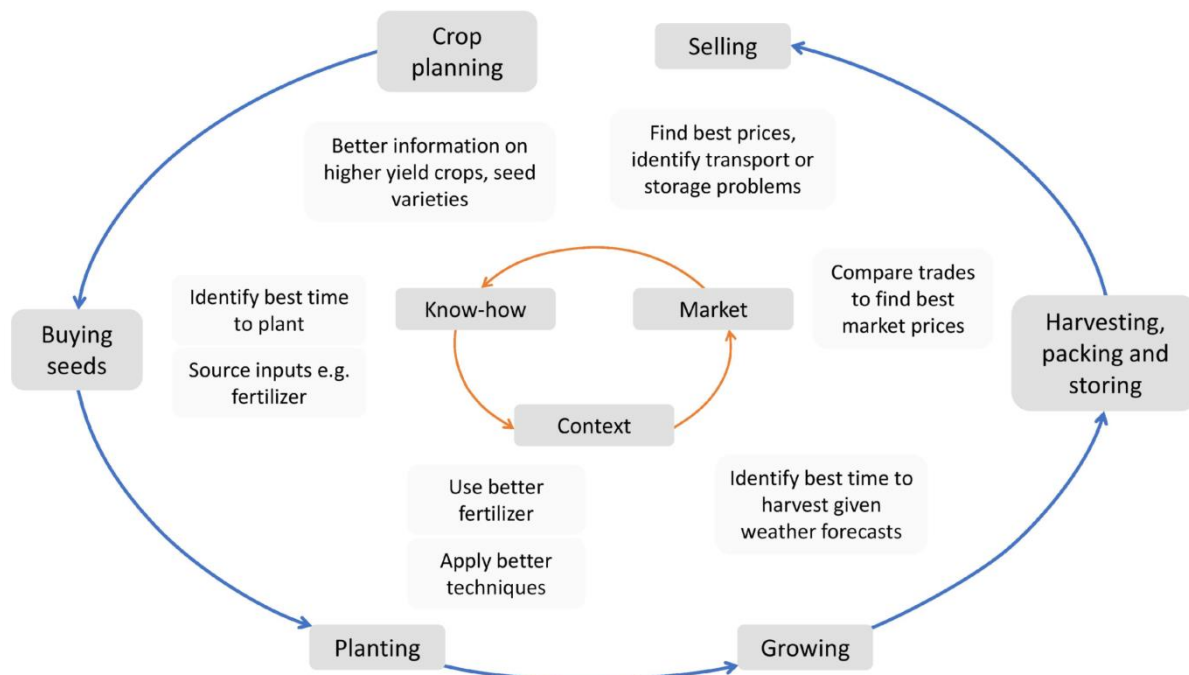 Crop
planning
Selling
Better information on
higher yield crops, seed
varieties
Find best prices,
identify transport or
storage problems
Identify best time
to plant
Know-how
Market
Compare trades
to find best
market prices
Buying
seeds
Source inputs e.g.
fertilizer
Harvesting,
packing and
storing
Context
Use better
fertilizer
Identify best time to
harvest given
weather forecasts
Apply better
techniques
Planting
Growing